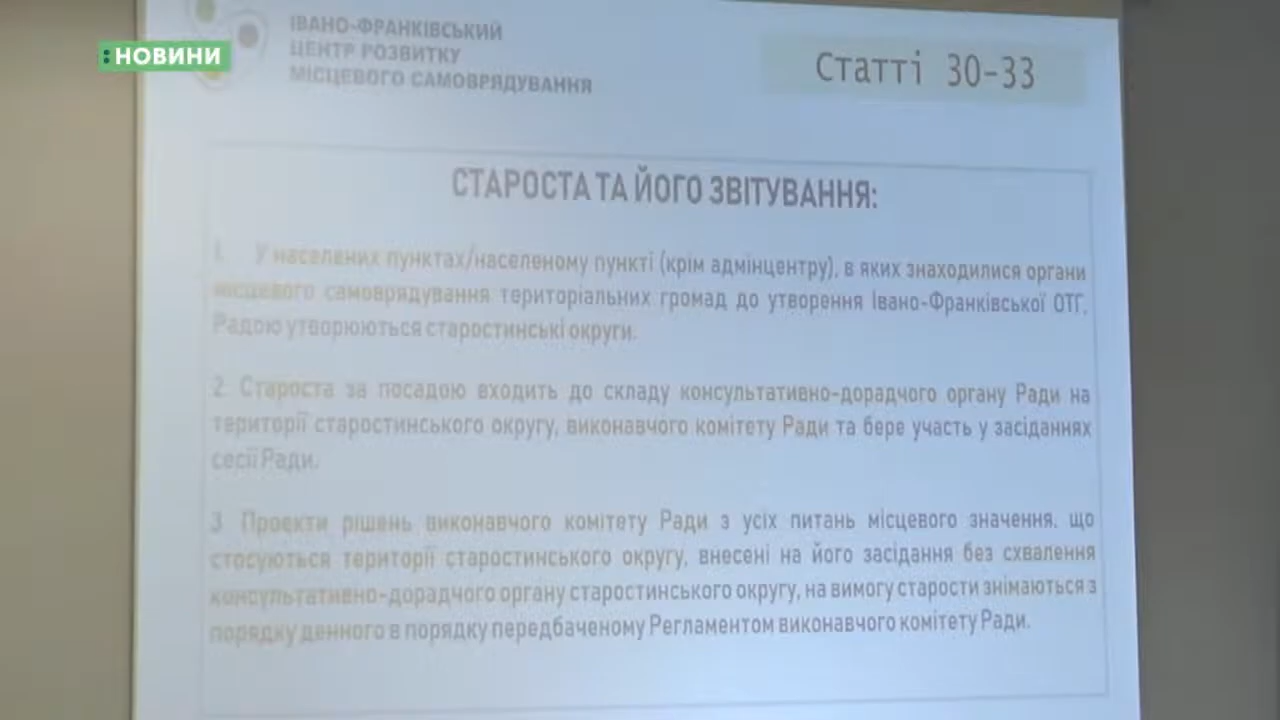 ІВАНО-ФРАНКІВСЬКИЙ
ЦЕНТР РОЗВИТКУ
МІСЦЕВОГО САМОВРЯДУВАННЯ
:НОВИНИ
Статті 30-33
СТАРОСТА ТА ЙОГО ЗВІТУВАННЯ:
1. У населених пунктах/населеному пункті (крім адмінцентру), в яких знаходилися органи
місцевого самоврядування територіальних громад до утворення Івано-Франківської ОТГ,
Радою утворюються старостинські округи.
2. Староста за посадою входить до складу консультативно-дорадчого органу Ради на
території старостинського округу, виконавчого комітету Ради та бере участь у засіданнях
сесії Ради.
3. Проекти рішень виконавчого комітету Ради з усіх питань місцевого значення, що
стосуються території старостинського округу, внесені на його засідання без схвалення
консультативно-дорадчого органу старостинського округу, на вимогу старости знімаються з
порядку денного в порядку передбаченому Регламентом виконавчого комітету Ради.